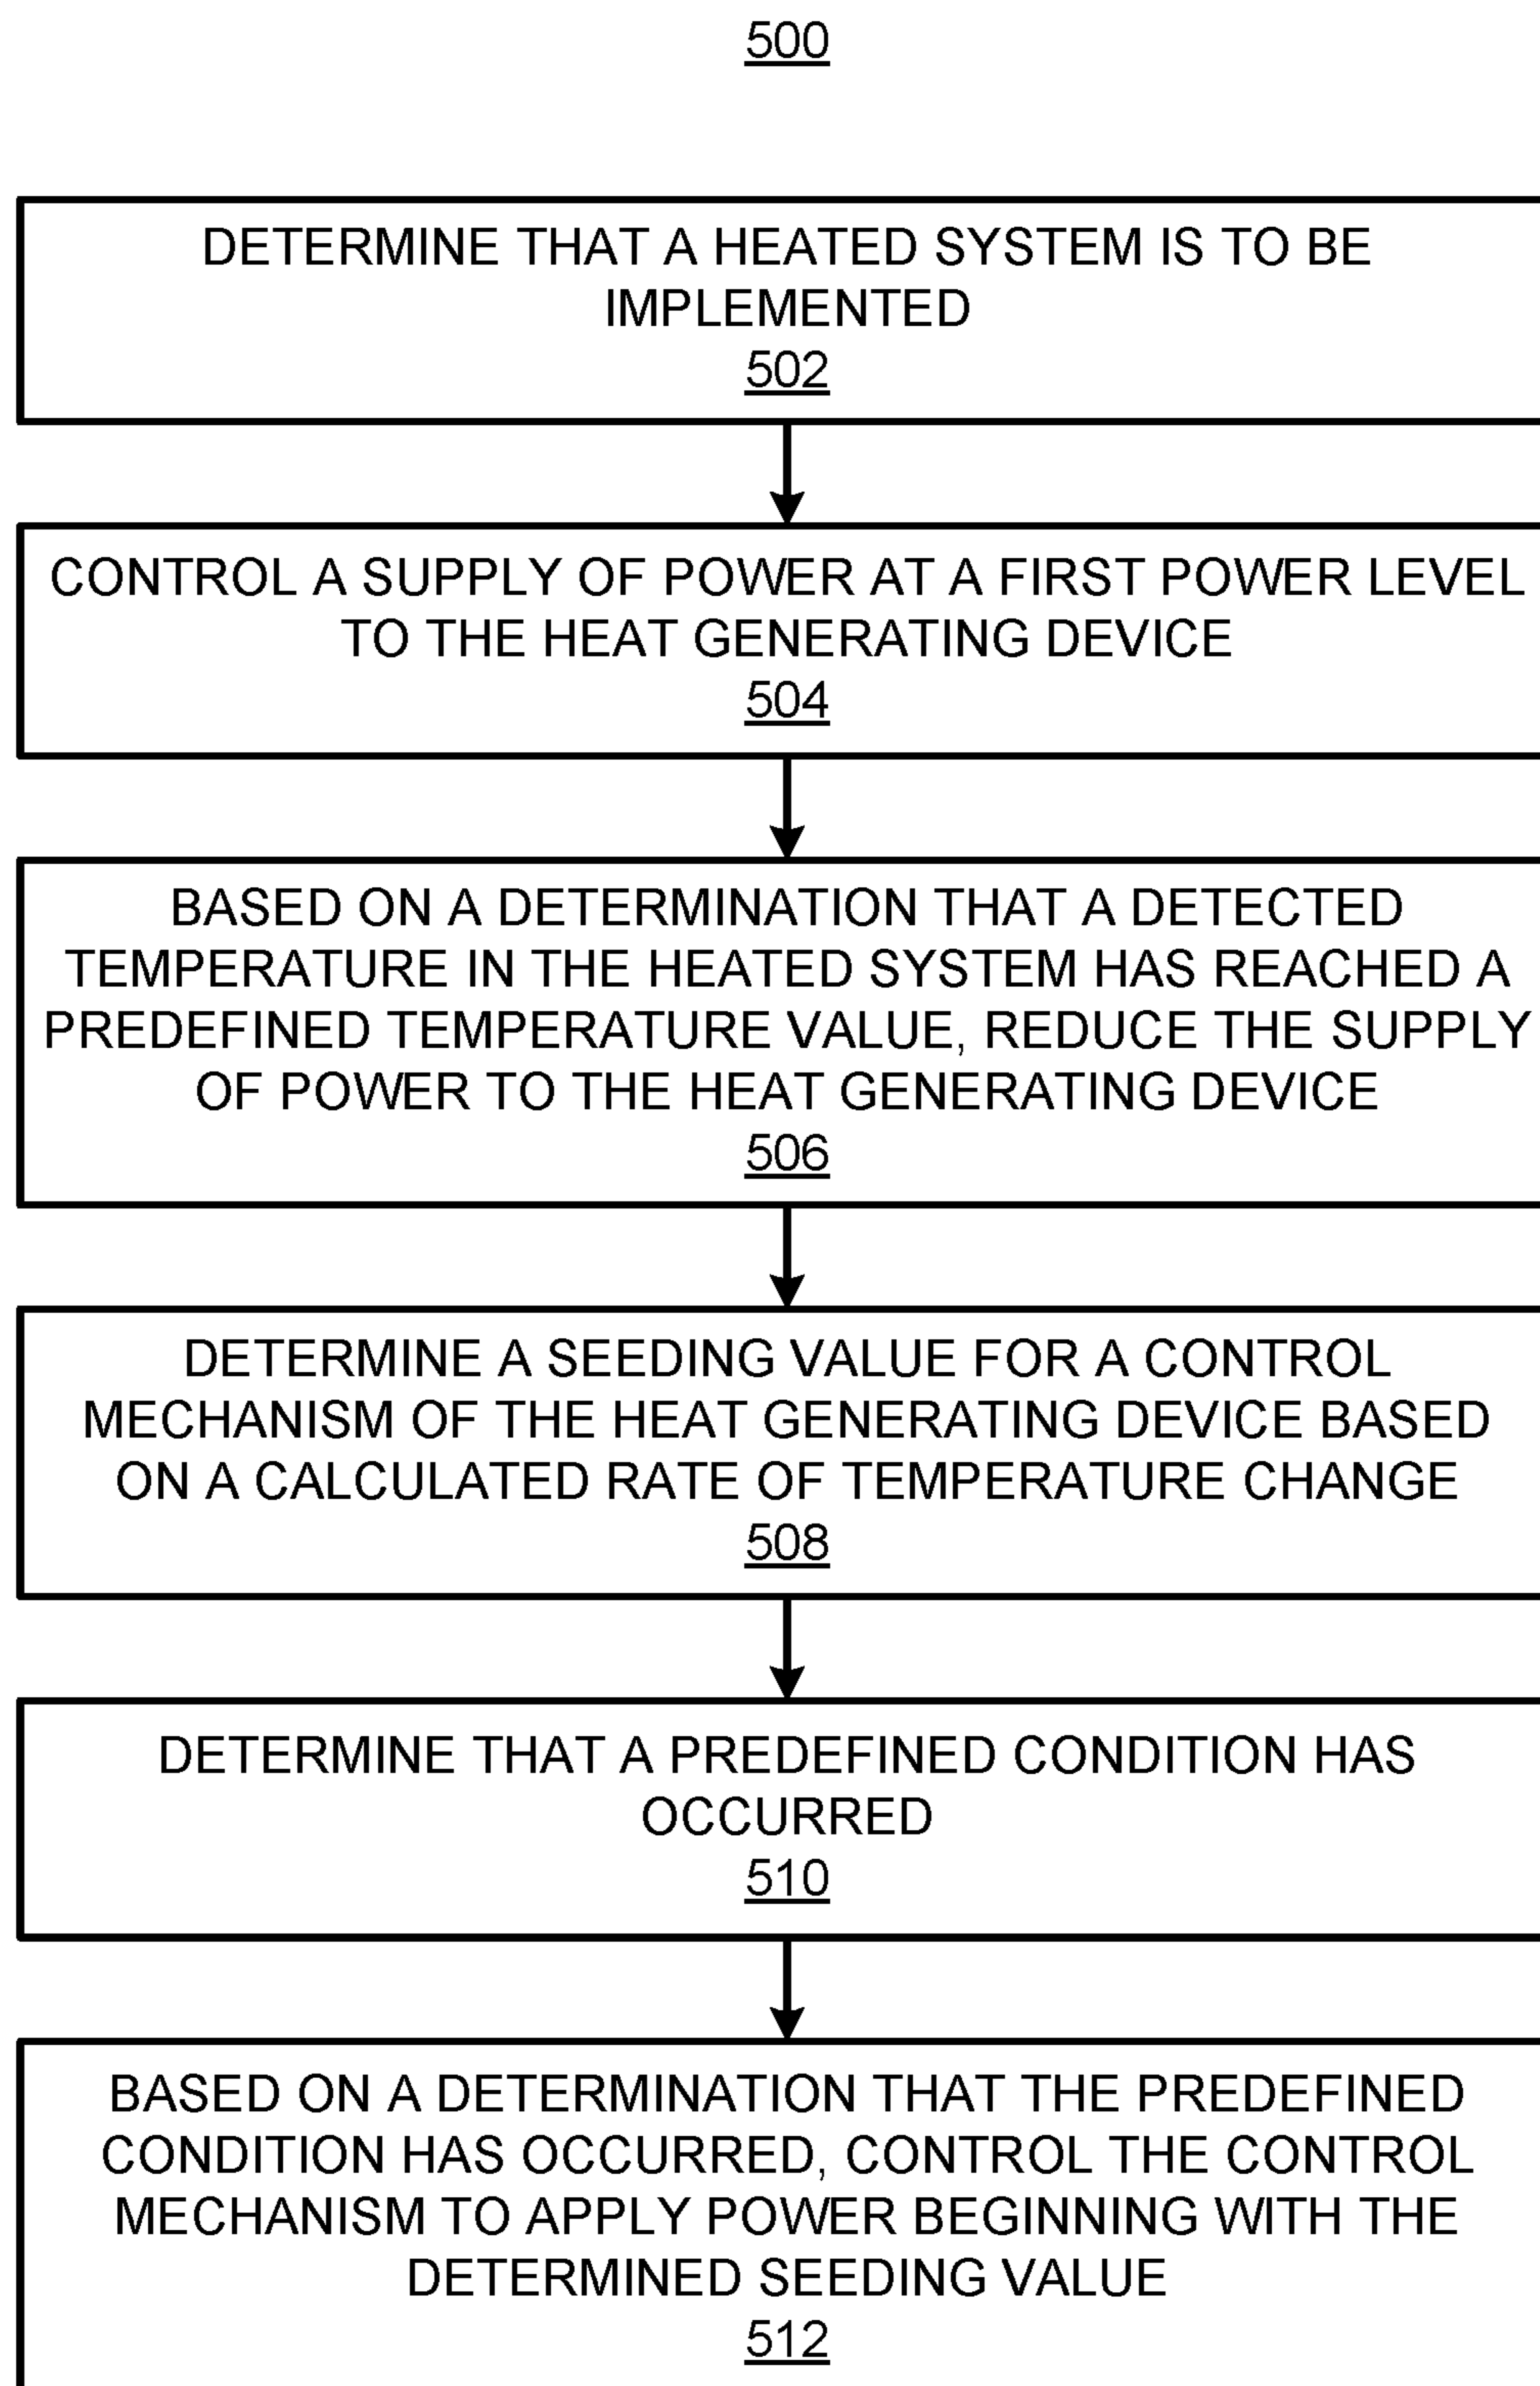 500
DETERMINE THAT A HEATED SYSTEM IS TO BE
IMPLEMENTED
502
CONTROL A SUPPLY OF POWER AT A FIRST POWER LEVEL
TO THE HEAT GENERATING DEVICE
504
BASED ON A DETERMINATION THAT A DETECTED
TEMPERATURE IN THE HEATED SYSTEM HAS REACHED A
PREDEFINED TEMPERATURE VALUE, REDUCE THE SUPPLY
OF POWER TO THE HEAT GENERATING DEVICE
506
DETERMINE A SEEDING VALUE FOR A CONTROL
MECHANISM OF THE HEAT GENERATING DEVICE BASED
ON A CALCULATED RATE OF TEMPERATURE CHANGE
508
DETERMINE THAT A PREDEFINED CONDITION HAS
OCCURRED
510
BASED ON A DETERMINATION THAT THE PREDEFINED
CONDITION HAS OCCURRED, CONTROL THE CONTROL
MECHANISM TO APPLY POWER BEGINNING WITH THE
DETERMINED SEEDING VALUE
512